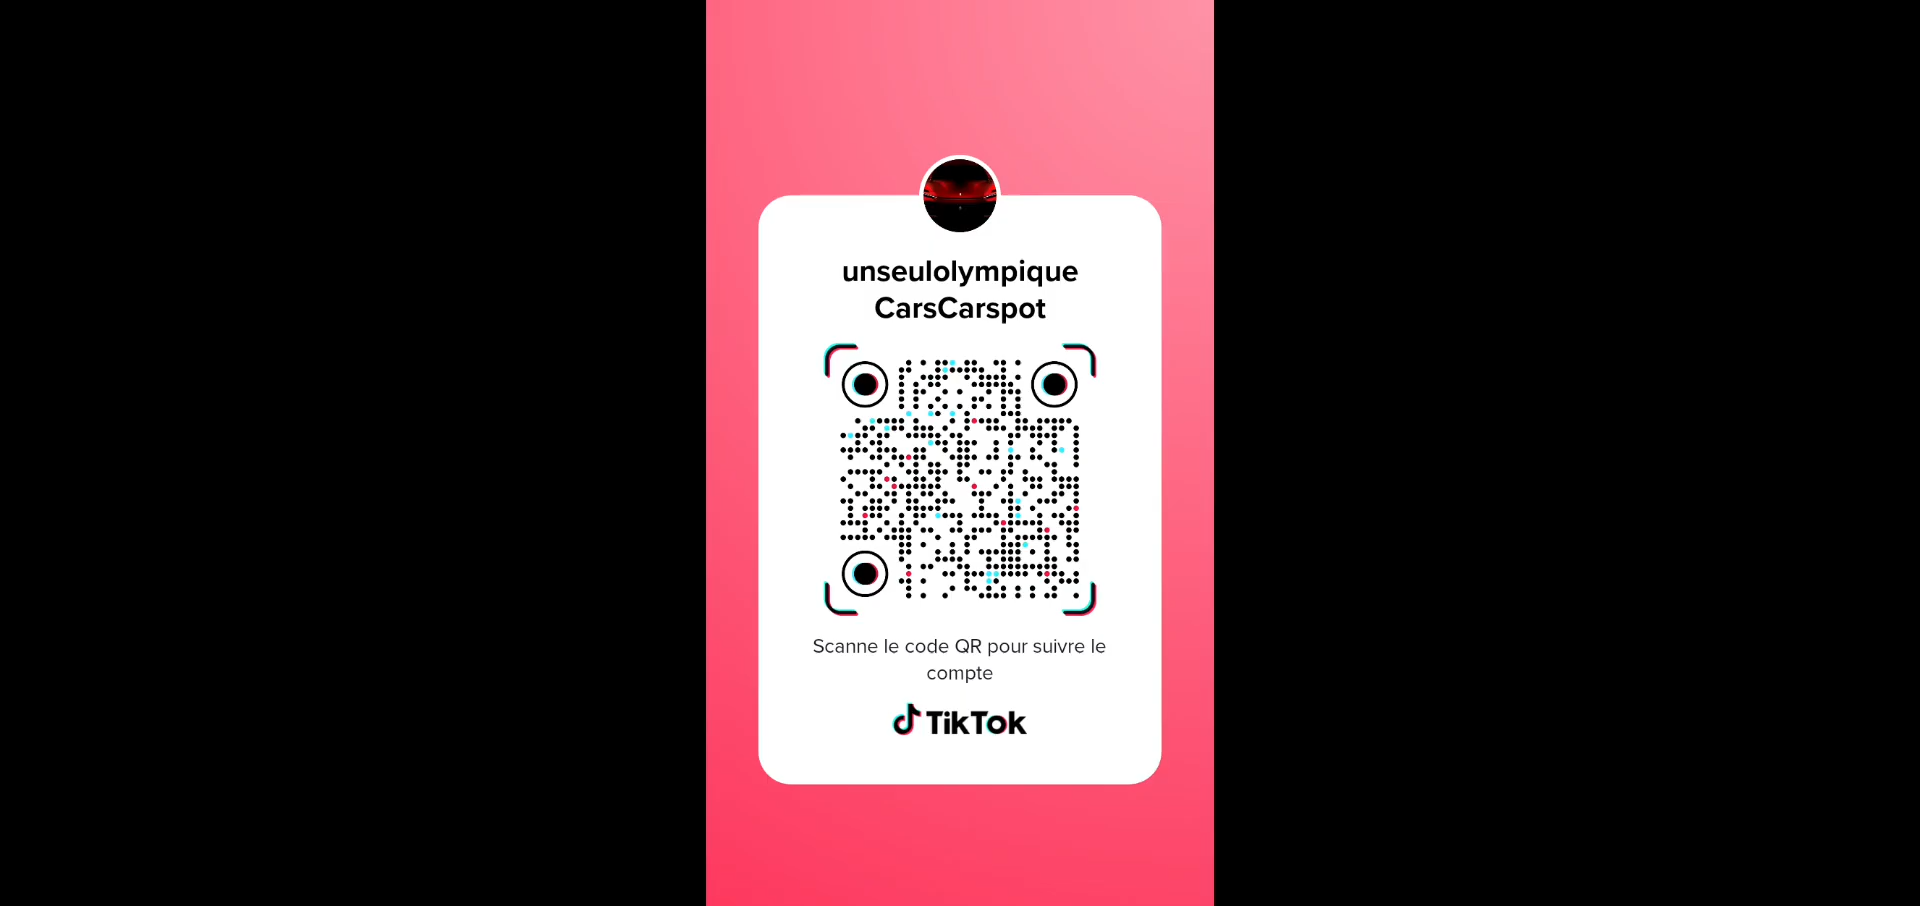 unseulolympique
CarsCarspot
Scanne le code QR pour suivre le
compte
TikTok